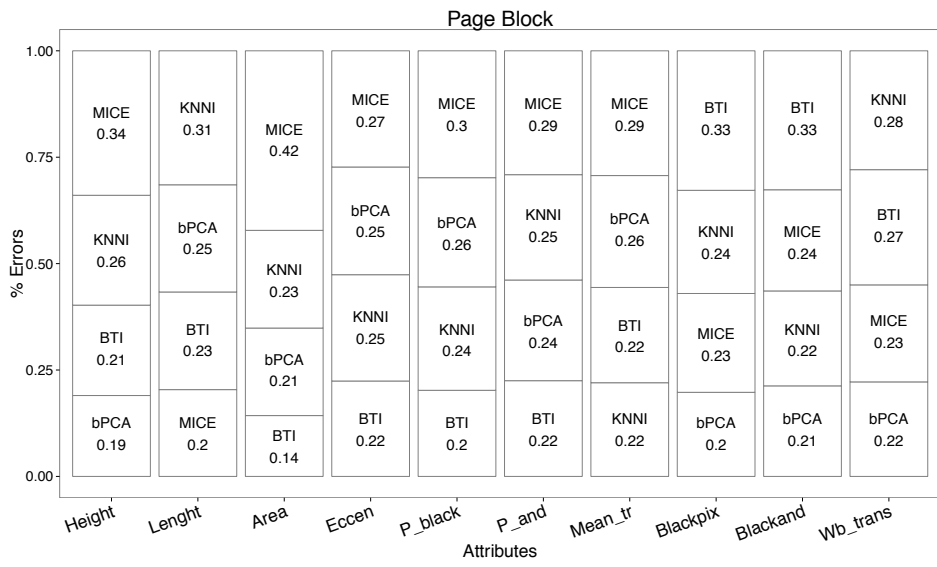 Page Block
% Errors
1.00
0.75
0.50
0.25
0.00
MICE
0.34
KNNI
0.26
BTI
0.21
bPCA
0.19
KNNI
0.31
bPCA
0.25
BTI
0.23
MICE
0.2
MICE
0.42
KNNI
0.23
bPCA
0.21
BTI
0.14
MICE
0.27
bPCA
0.25
KNNI
0.25
BTI
0.22
MICE
0.3
bPCA
0.26
KNNI
0.24
BTI
0.2
MICE
0.29
KNNI
0.25
bPCA
0.24
BTI
0.22
MICE
0.29
bPCA
0.26
BTI
0.22
KNNI
0.22
BTI
0.33
KNNI
0.24
MICE
0.23
bPCA
0.2
BTI
0.33
MICE
0.24
KNNI
0.22
bPCA
0.21
KNNI
0.28
BTI
0.27
MICE
0.23
bPCA
0.22
Height
Lenght
Area
Eccen
P_black
P_and
Mean_tr
Blackpix
Blackand
Wb_trans
Attributes